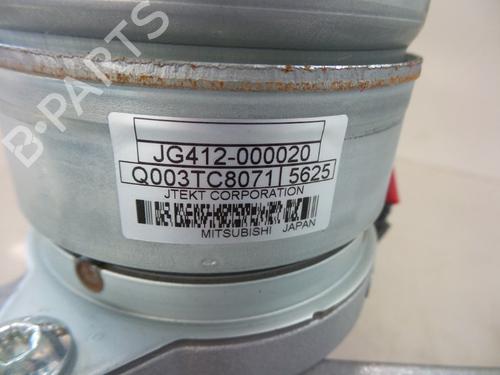 B-PARTS
JG412-000020
Q003TC8071 5625
JTEKT CORPORATION
MITSUBISHI JAPAN